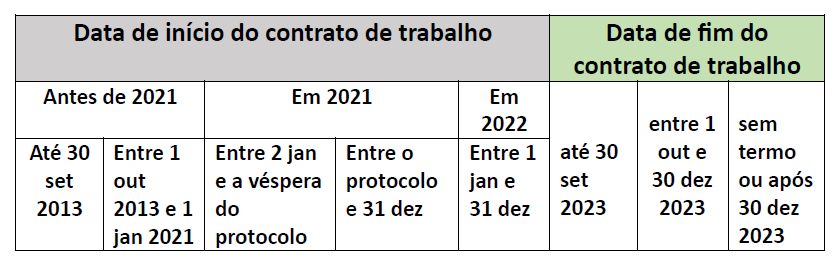 Data de início do contrato de trabalho
Data de fim do
contrato de trabalho
Antes de 2021
Em 2021
Em
2022
Até 30
set
2013
Entre 1
out
2013 e 1
jan 2021
Entre 2 jan
e a véspera
do
protocolo
Entre o
protocolo
e 31 dez
Entre 1
jan e
31 dez
até 30
set
2023
entre 1
out e
30 dez
2023
sem
termo
ou após
30 dez
2023